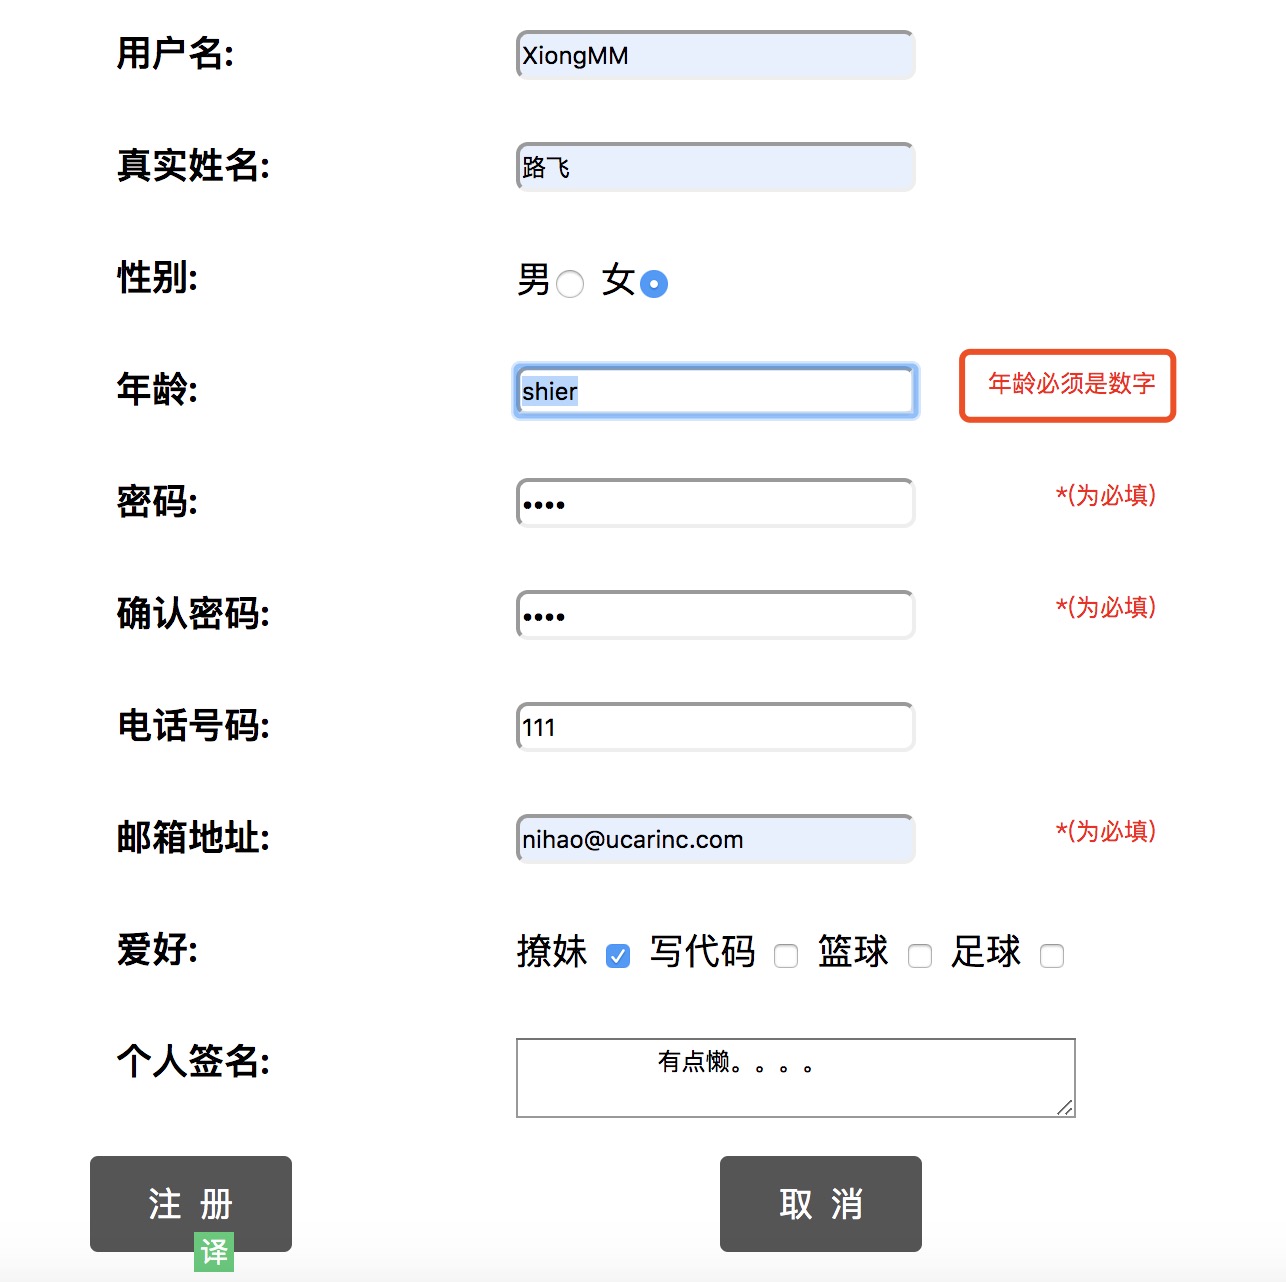 用户名: XiongMM
真实姓名: 路飞
性别: 男 女
年龄: shier 年龄必须是数字
密码: •••• *(为必填)
确认密码: •••• *(为必填)
电话号码: 111
邮箱地址: nihao@ucarinc.com *(为必填)
爱好: 撩妹 写代码 篮球 足球
个人签名: 有点懒。。。。
注 册 取 消
译